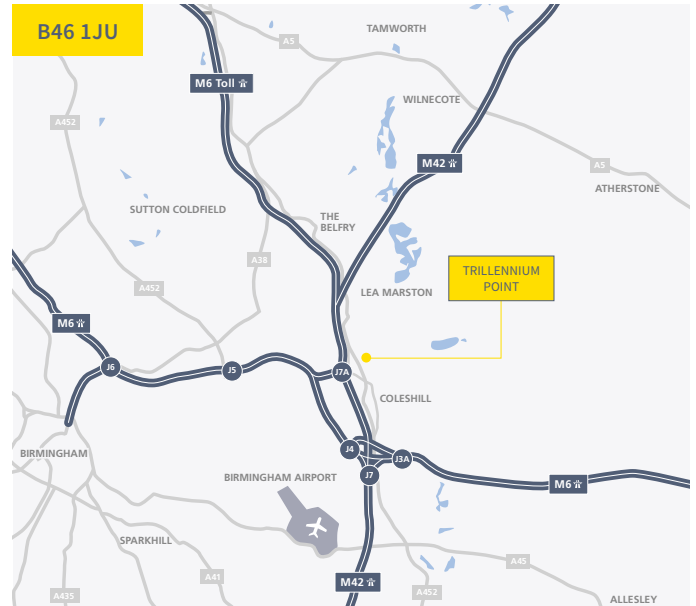 B46 1JU
TAMWORTH
A5
M6 Toll
WILNECOTE
A452
M42
A5
ATHERSTONE
SUTTON COLDFIELD
THE
BELFRY
A38
TRILLENNIUM
POINT
A452
LEA MARSTON
M6
J6
J5
J7A
COLESHILL
J4
BIRMINGHAM
J3A
BIRMINGHAM AIRPORT
J7
M6
SPARKHILL
A45
A41
M42
A452
A435
ALLESLEY